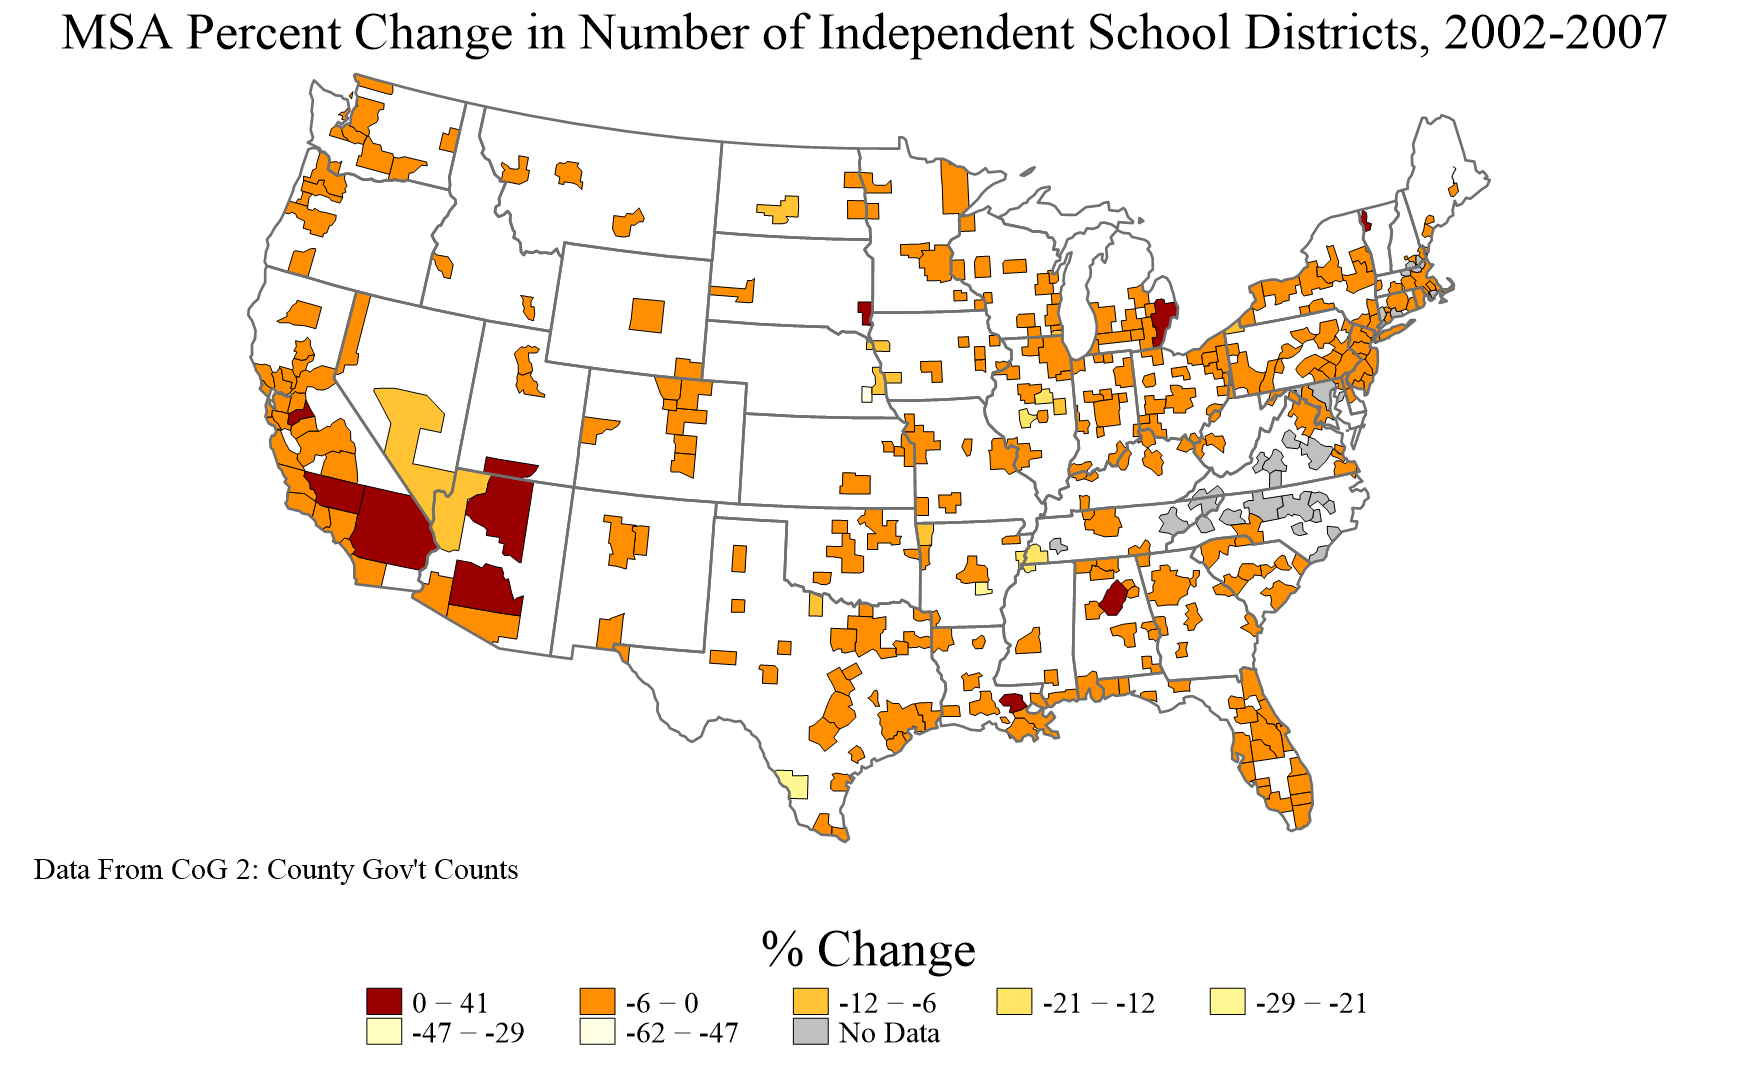 MSA Percent Change in Number of Independent School Districts, 2002-2007
Data From CoG 2: County Gov't Counts
% Change
0 – 41
-6 – 0
-12 – -6
-21 – -12
-29 – -21
-47 – -29
-62 – -47
No Data